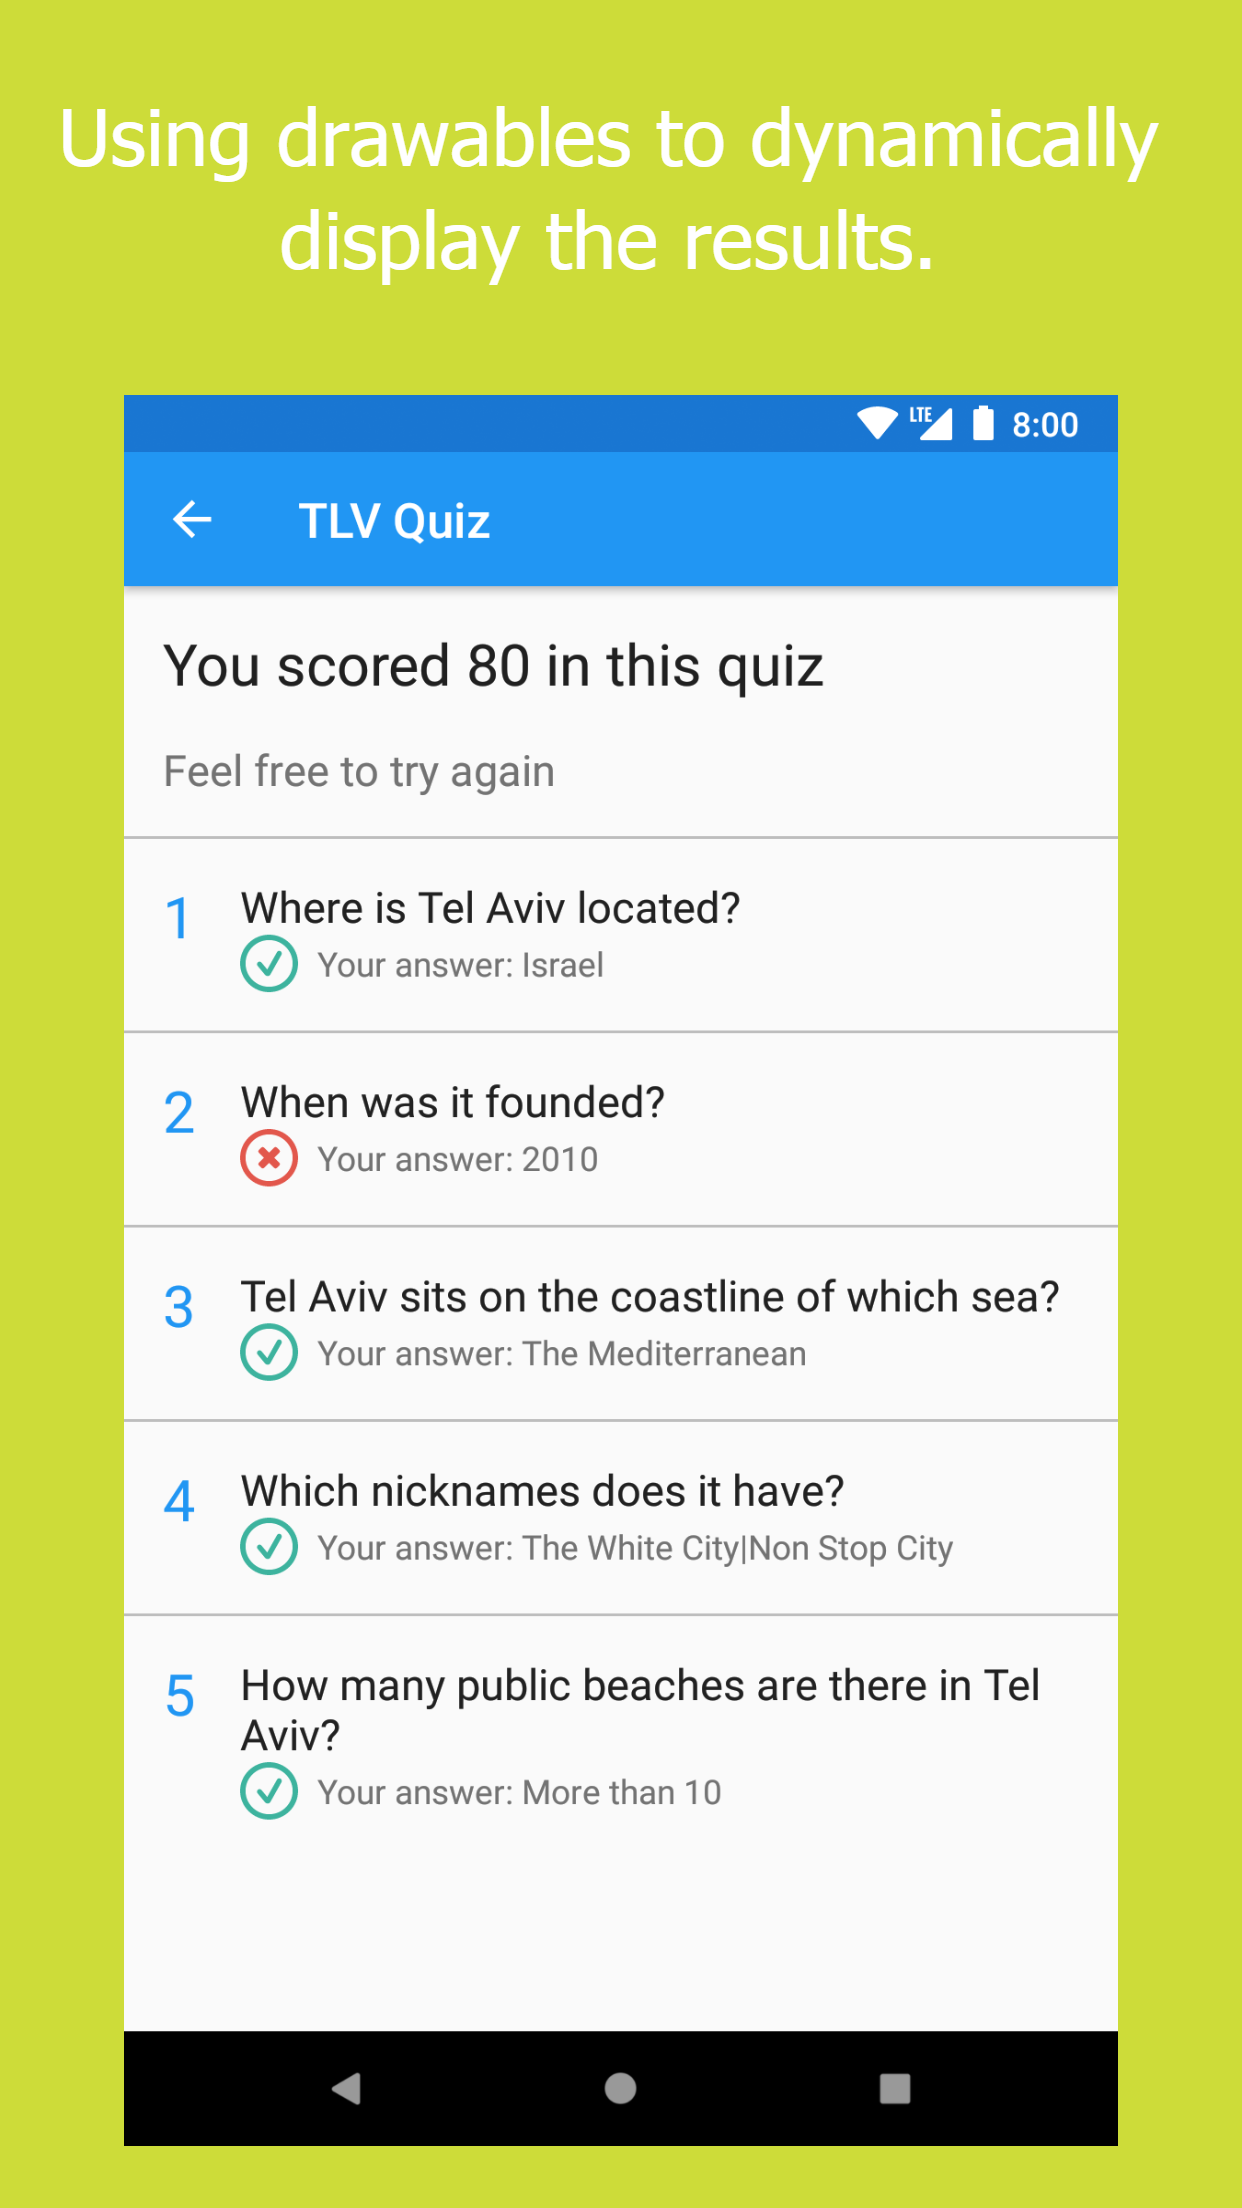 Using drawables to dynamically
display the results.
LTE 8:00
TLV Quiz
You scored 80 in this quiz
Feel free to try again
1 Where is Tel Aviv located?
Your answer: Israel
2 When was it founded?
Your answer: 2010
3 Tel Aviv sits on the coastline of which sea?
Your answer: The Mediterranean
4 Which nicknames does it have?
Your answer: The White City|Non Stop City
5 How many public beaches are there in Tel
Aviv?
Your answer: More than 10